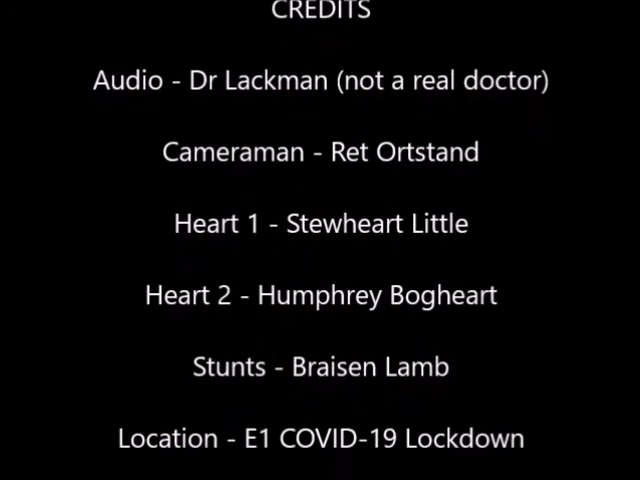 CREDITS
Audio - Dr Lackman (not a real doctor)
Cameraman - Ret Ortstand
Heart 1 - Stewheart Little
Heart 2 - Humphrey Bogheart
Stunts - Braisen Lamb
Location - E1 COVID-19 Lockdown